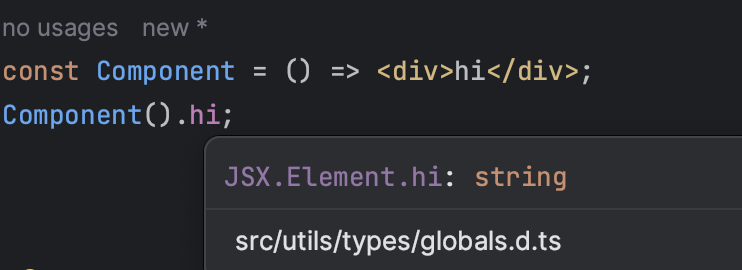 no usages new *
const Component = () => <div>hi</div>;
Component().hi;
JSX.Element.hi: string
src/utils/types/globals.d.ts